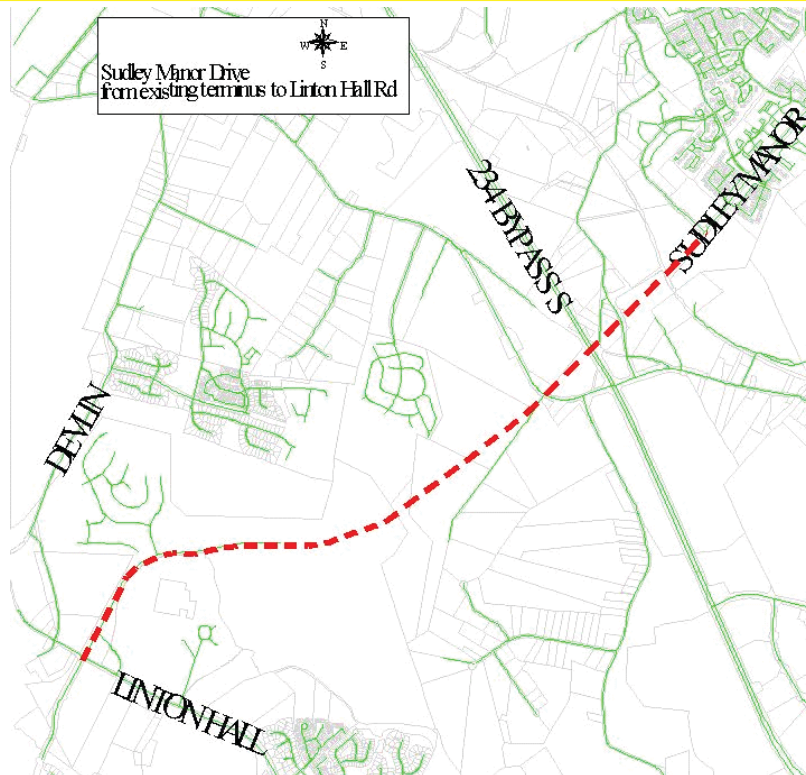 N
W E
S
Sudley Manor Drive
from existing terminus to Linton Hall Rd
234 BYPASS S
SUDLEY MANOR
DEVLIN
LINTON HALL